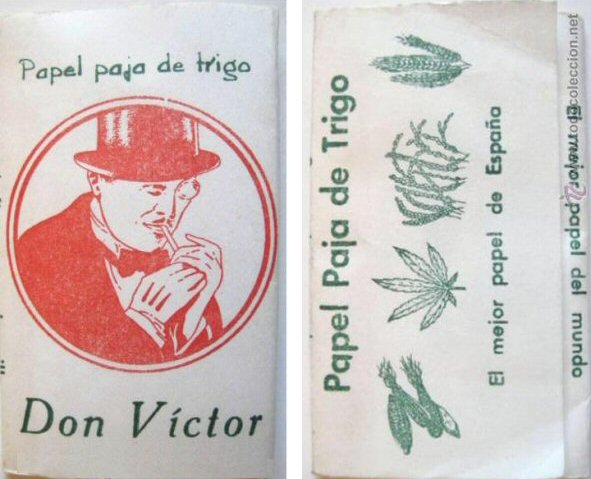 Papel paja de trigo
Don Víctor
Papel Paja de Trigo
El mejor papel de España
El mejor papel del mundo
todocoleccion.net